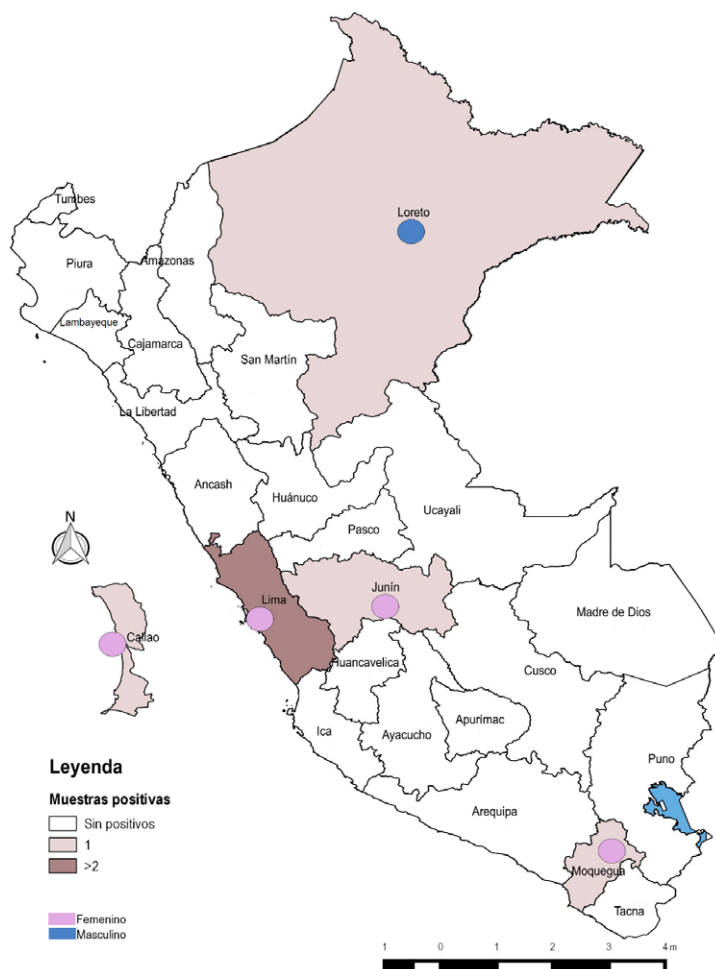 Loreto
Tumbes
Piura
Amazonas
Lambayeque
Cajamarca
San Martín
La Libertad
Ancash
Huánuco
Ucayali
Pasco
N
Junín
Lima
Madre de Dios
Callao
Huancavelica
Cusco
Ica
Ayacucho
Apurímac
Puno
Arequipa
Moquegua
Tacna
Leyenda
Muestras positivas
Sin positivos
1
>2
Femenino
Masculino
1 0 1 2 3 4 m